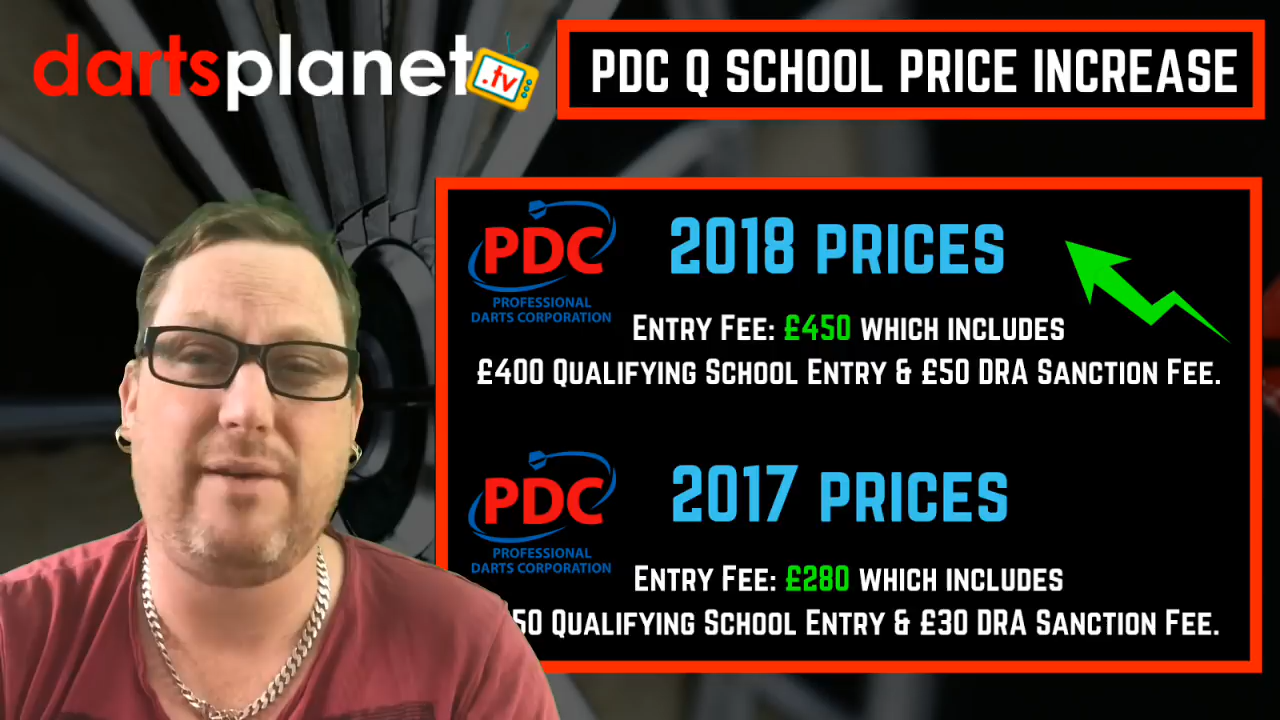 dartsplanet.tv
PDC Q SCHOOL PRICE INCREASE
PDC
PROFESSIONAL
DARTS CORPORATION
2018 PRICES
ENTRY FEE: £450 WHICH INCLUDES
£400 QUALIFYING SCHOOL ENTRY & £50 DRA SANCTION FEE.
PDC
PROFESSIONAL
DARTS CORPORATION
2017 PRICES
ENTRY FEE: £280 WHICH INCLUDES
50 QUALIFYING SCHOOL ENTRY & £30 DRA SANCTION FEE.